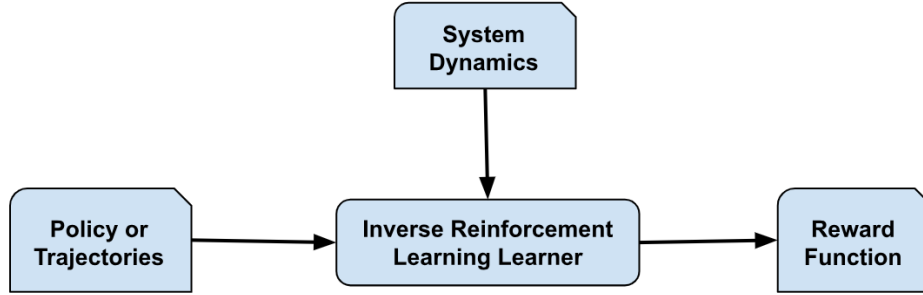 System
Dynamics
Policy or
Trajectories
Inverse Reinforcement
Learning Learner
Reward
Function